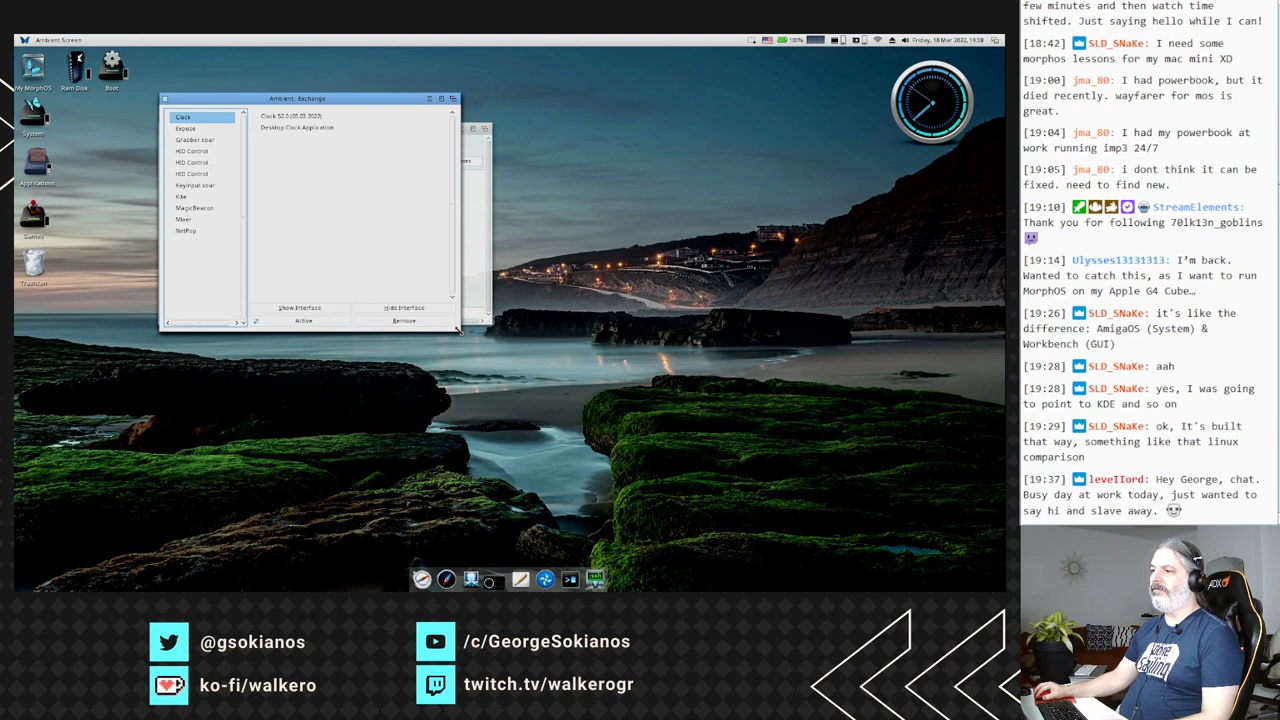 Ambient Screen
100%
Friday, 18 Mar 2022, 19:38
My MorphOS
Ram Disk
Boot
System
Applications
Games
Trashcan
Ambient Exchange
Clock
Expose
Grabber.sbar
HID Control
HID Control
HID Control
Keyinput.sbar
Kite
MagicBeacon
Mixer
NetPop
Clock 52.0 (05.03.2022)
Desktop Clock Application
Show Interface
Hide Interface
Active
Remove
few minutes and then watch time
shifted. Just saying hello while I can!
[18:42] SLD_SNaKe: I need some
morphos lessons for my mac mini XD
[19:00] jma_80: I had powerbook, but it
died recently. wayfarer for mos is
great.
[19:04] jma_80: I had my powerbook at
work running imp3 24/7
[19:05] jma_80: i dont think it can be
fixed. need to find new.
[19:10] StreamElements:
Thank you for following 70lk13n_goblins
[19:14] Ulysses13131313: I'm back.
Wanted to catch this, as I want to run
MorphOS on my Apple G4 Cube…
[19:26] SLD_SNaKe: it's like the
difference: AmigaOS (System) &
Workbench (GUI)
[19:28] SLD_SNaKe: aah
[19:28] SLD_SNaKe: yes, I was going
to point to KDE and so on
[19:29] SLD_SNaKe: ok, It's built
that way, something like that linux
comparison
[19:37] leveIIord: Hey George, chat.
Busy day at work today, just wanted to
say hi and slave away.
ssh
ADX
@gsokianos
/c/GeorgeSokianos
ko-fi/walkero
twitch.tv/walkerogr